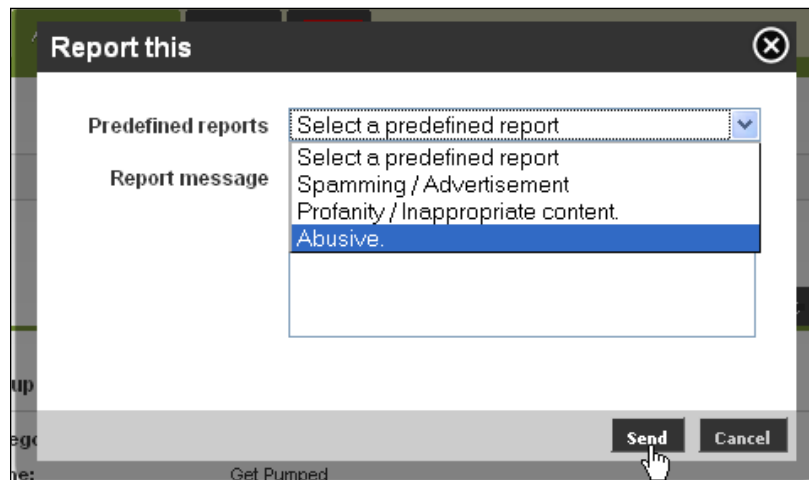 Report this
Predefined reports
Select a predefined report
Select a predefined report
Spamming / Advertisement
Profanity / Inappropriate content.
Abusive.
Report message
Send
Cancel
up
Get Pumped